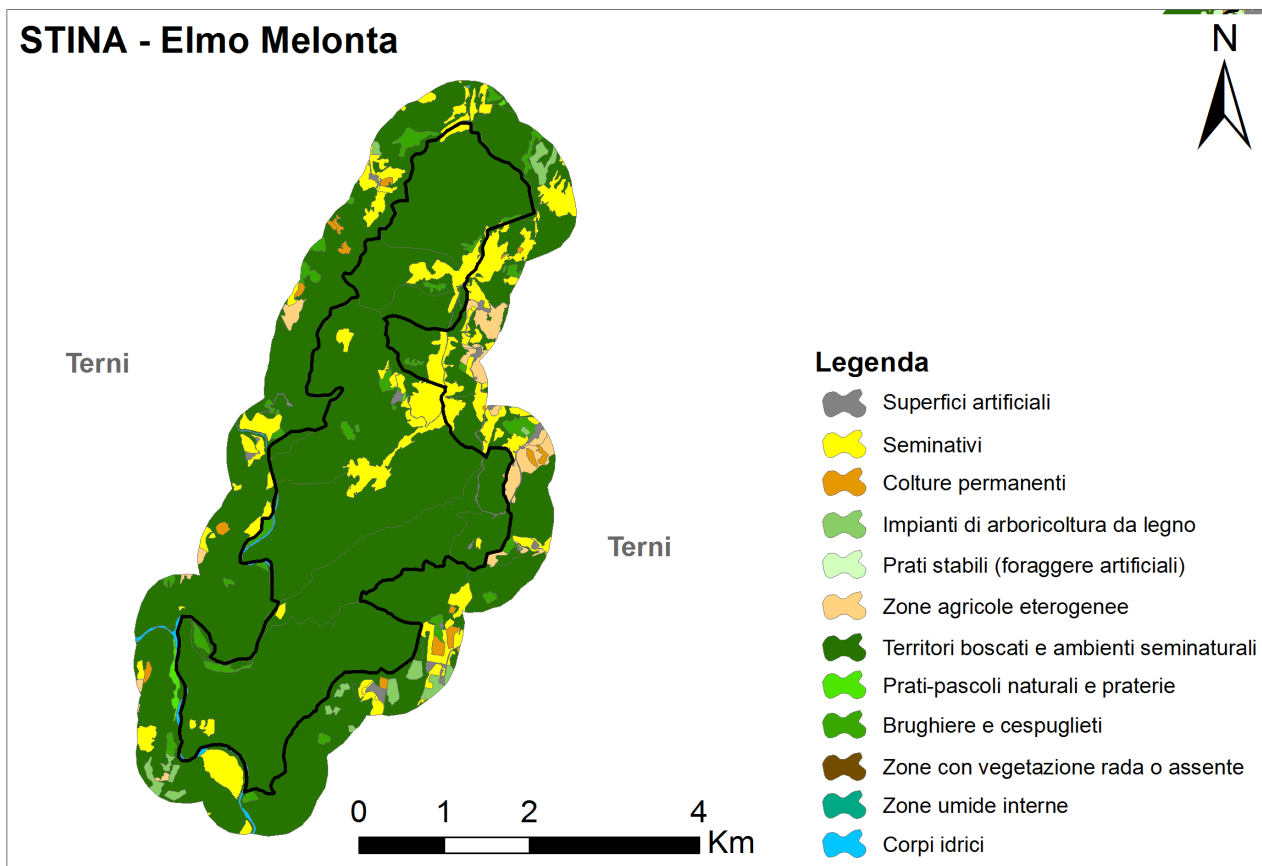 STINA - Elmo Melonta
N
Terni
Terni
Legenda
Superfici artificiali
Seminativi
Colture permanenti
Impianti di arboricoltura da legno
Prati stabili (foraggere artificiali)
Zone agricole eterogenee
Territori boscati e ambienti seminaturali
Prati-pascoli naturali e praterie
Brughiere e cespuglieti
Zone con vegetazione rada o assente
Zone umide interne
Corpi idrici
0 1 2 4
Km